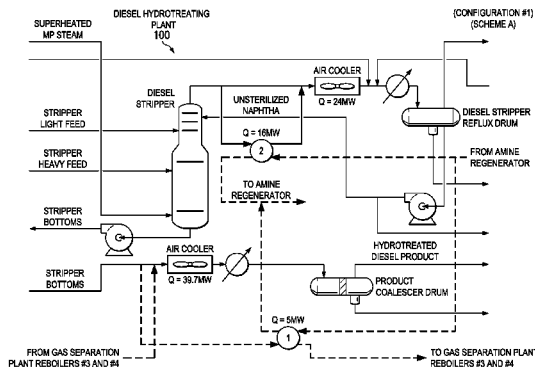 DIESEL HYDROTREATING
PLANT
100
{CONFIGURATION #1}
(SCHEME A)
SUPERHEATED
MP STEAM
DIESEL
STRIPPER
AIR COOLER
Q = 24MW
UNSTERILIZED
NAPHTHA
Q = 16MW
2
DIESEL STRIPPER
REFLUX DRUM
STRIPPER
LIGHT FEED
STRIPPER
HEAVY FEED
FROM AMINE
REGENERATOR
TO AMINE
REGENERATOR
STRIPPER
BOTTOMS
AIR COOLER
Q = 39.7MW
HYDROTREATED
DIESEL PRODUCT
STRIPPER
BOTTOMS
PRODUCT
COALESCER DRUM
Q = 5MW
1
FROM GAS SEPARATION
PLANT REBOILERS #3 AND #4
TO GAS SEPARATION PLANT
REBOILERS #3 AND #4